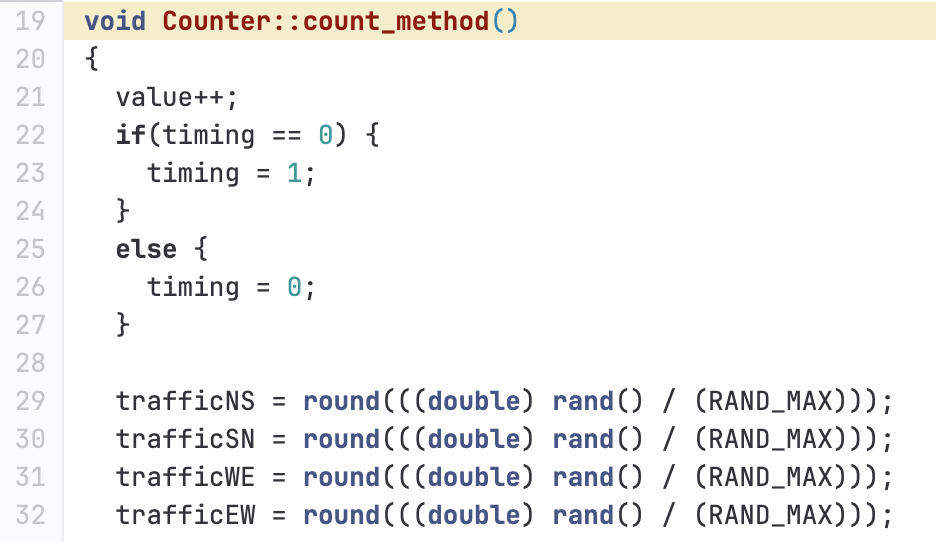 19 void Counter::count_method()
20 {
21   value++;
22   if(timing == 0) {
23     timing = 1;
24   }
25   else {
26     timing = 0;
27   }
28
29   trafficNS = round(((double) rand() / (RAND_MAX)));
30   trafficSN = round(((double) rand() / (RAND_MAX)));
31   trafficWE = round(((double) rand() / (RAND_MAX)));
32   trafficEW = round(((double) rand() / (RAND_MAX)));